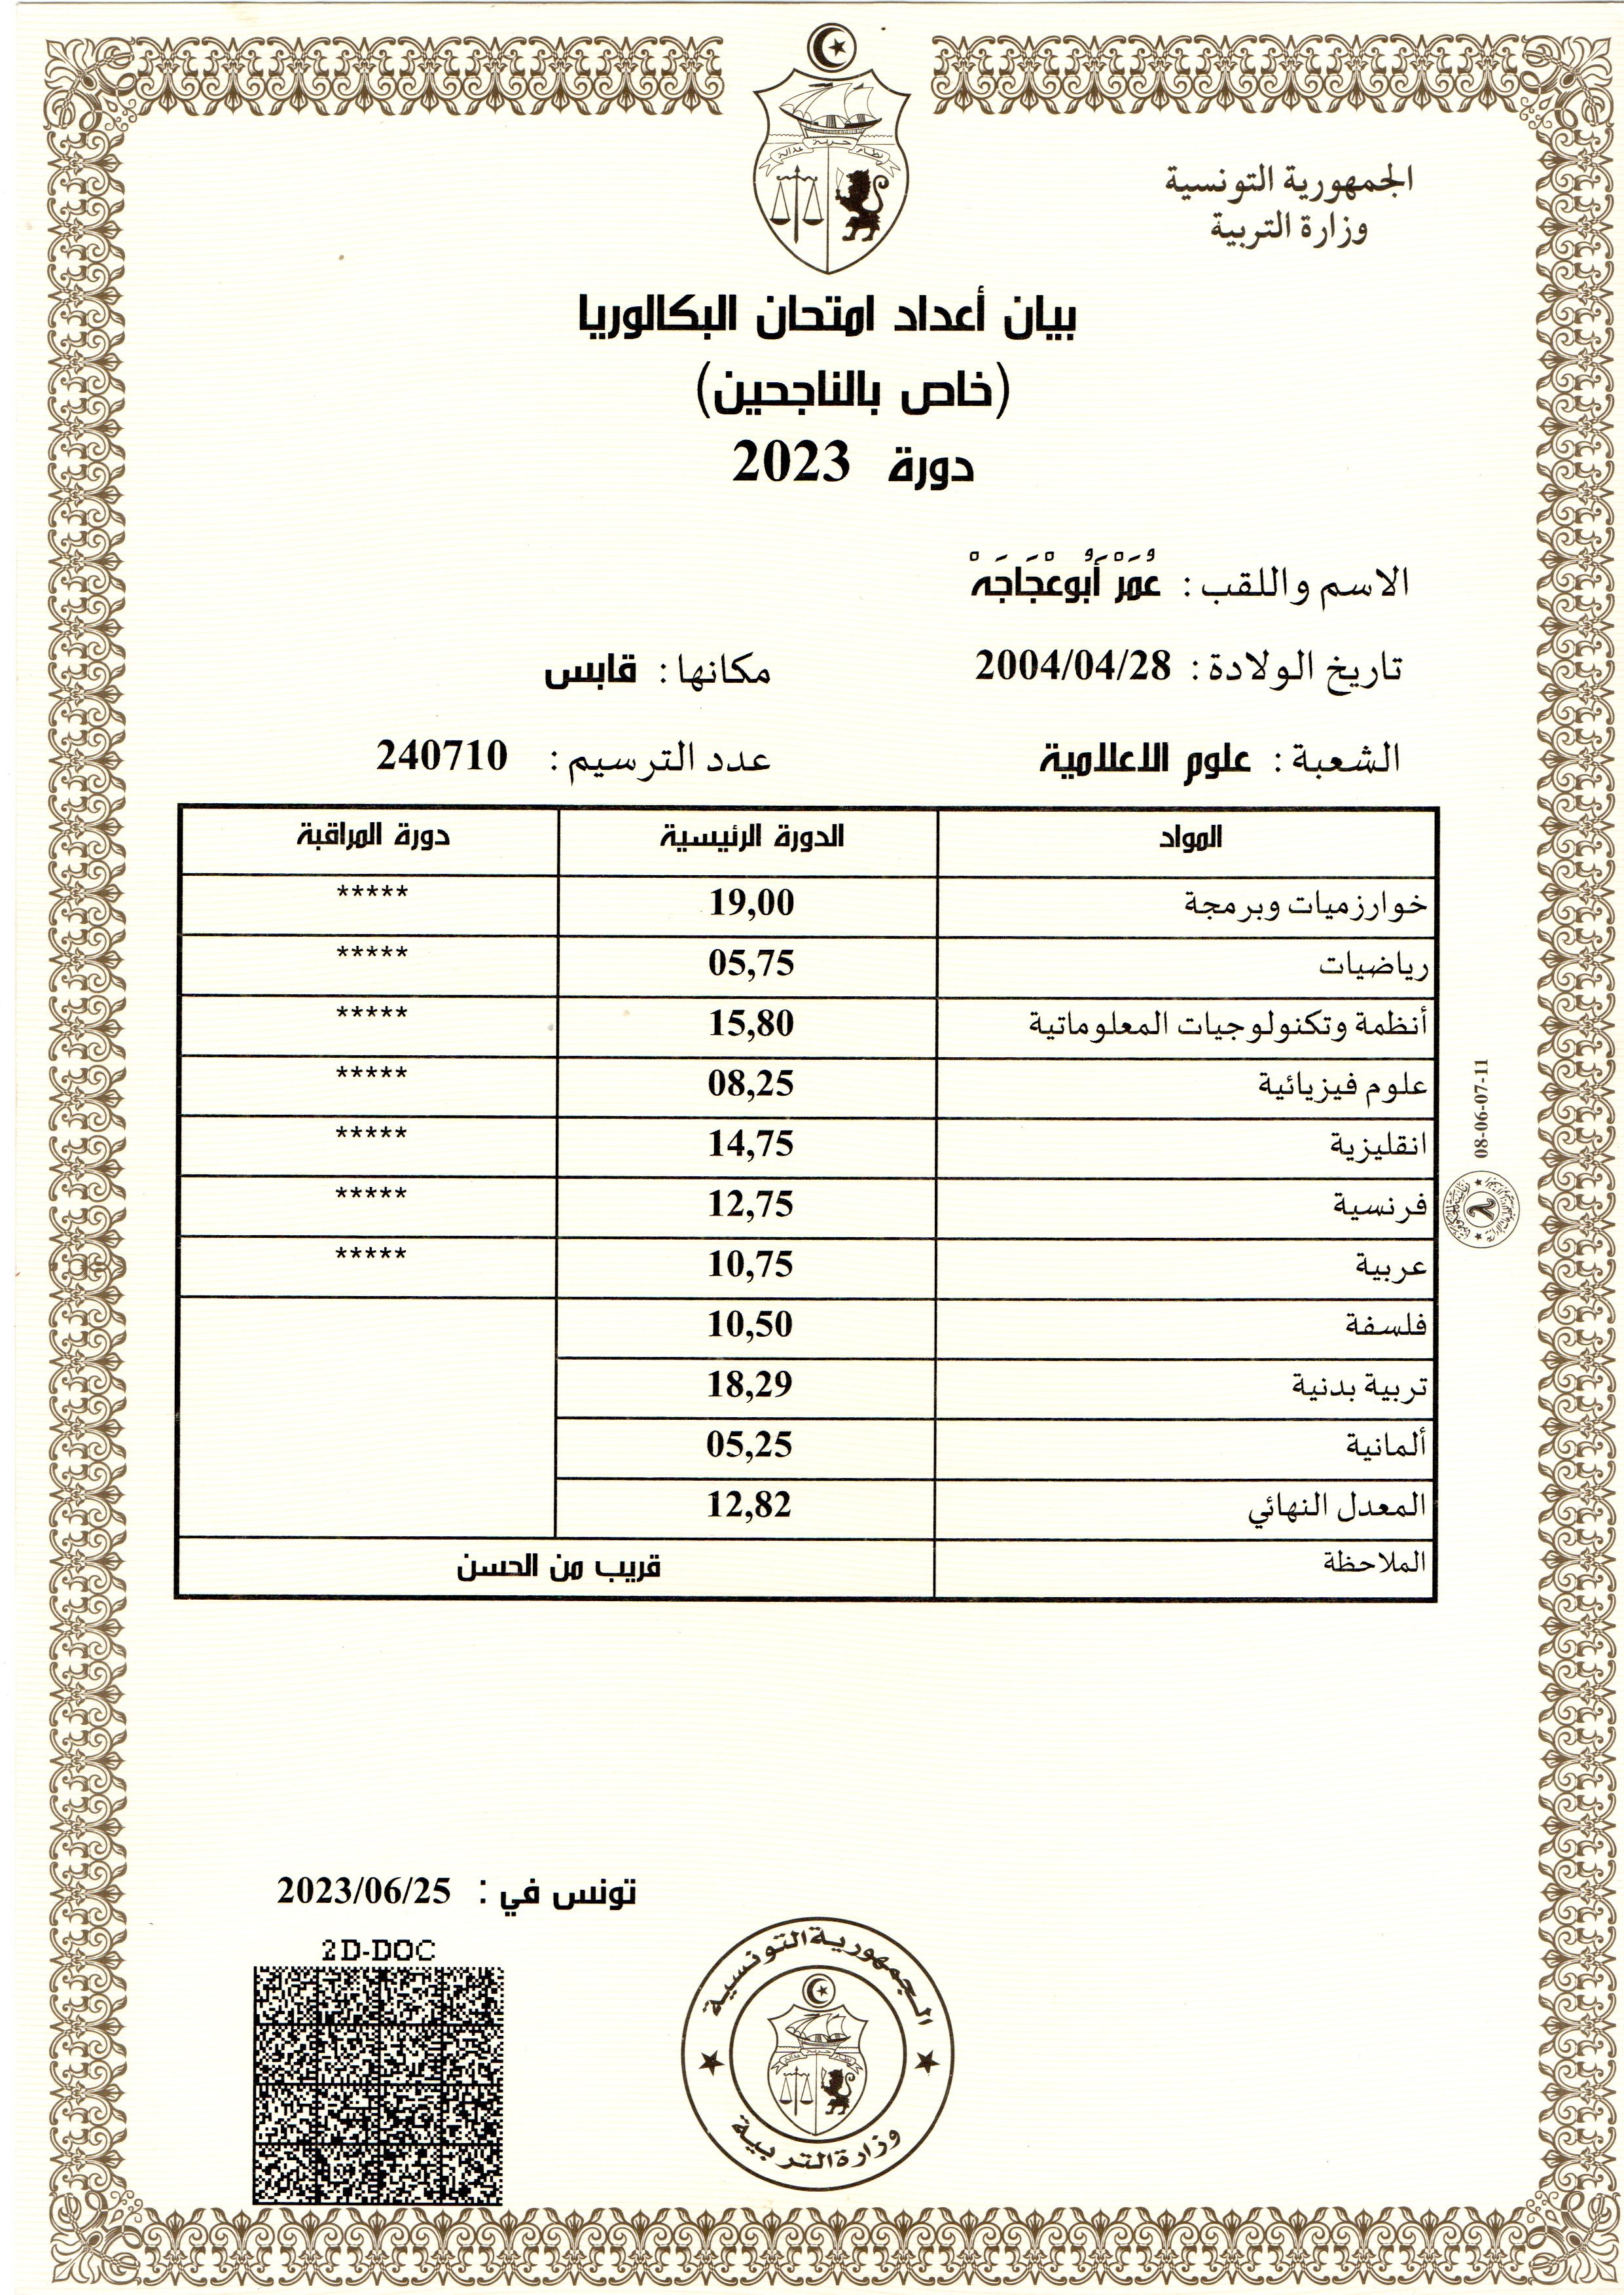 نظام حرية عدالة
الجمهورية التونسية
وزارة التربية
بيان أعداد امتحان البكالوريا
(خاص بالناجحين)
دورة 2023
الاسم واللقب : عُمَرْ أَبُوعْجَاجَهْ
تاريخ الولادة : 2004/04/28 مكانها : قابس
الشعبة : علوم الاعلامية عدد الترسيم : 240710
المواد الدورة الرئيسية دورة المراقبة
خوارزميات وبرمجة 19,00 *****
رياضيات 05,75 *****
أنظمة وتكنولوجيات المعلوماتية 15,80 *****
علوم فيزيائية 08,25 *****
انقليزية 14,75 *****
فرنسية 12,75 *****
عربية 10,75 *****
فلسفة 10,50
تربية بدنية 18,29
ألمانية 05,25
المعدل النهائي 12,82
الملاحظة قريب من الحسن
08-06-07-11
تونس في : 2023/06/25
2D-DOC
الجمهورية التونسية
وزارة التربية